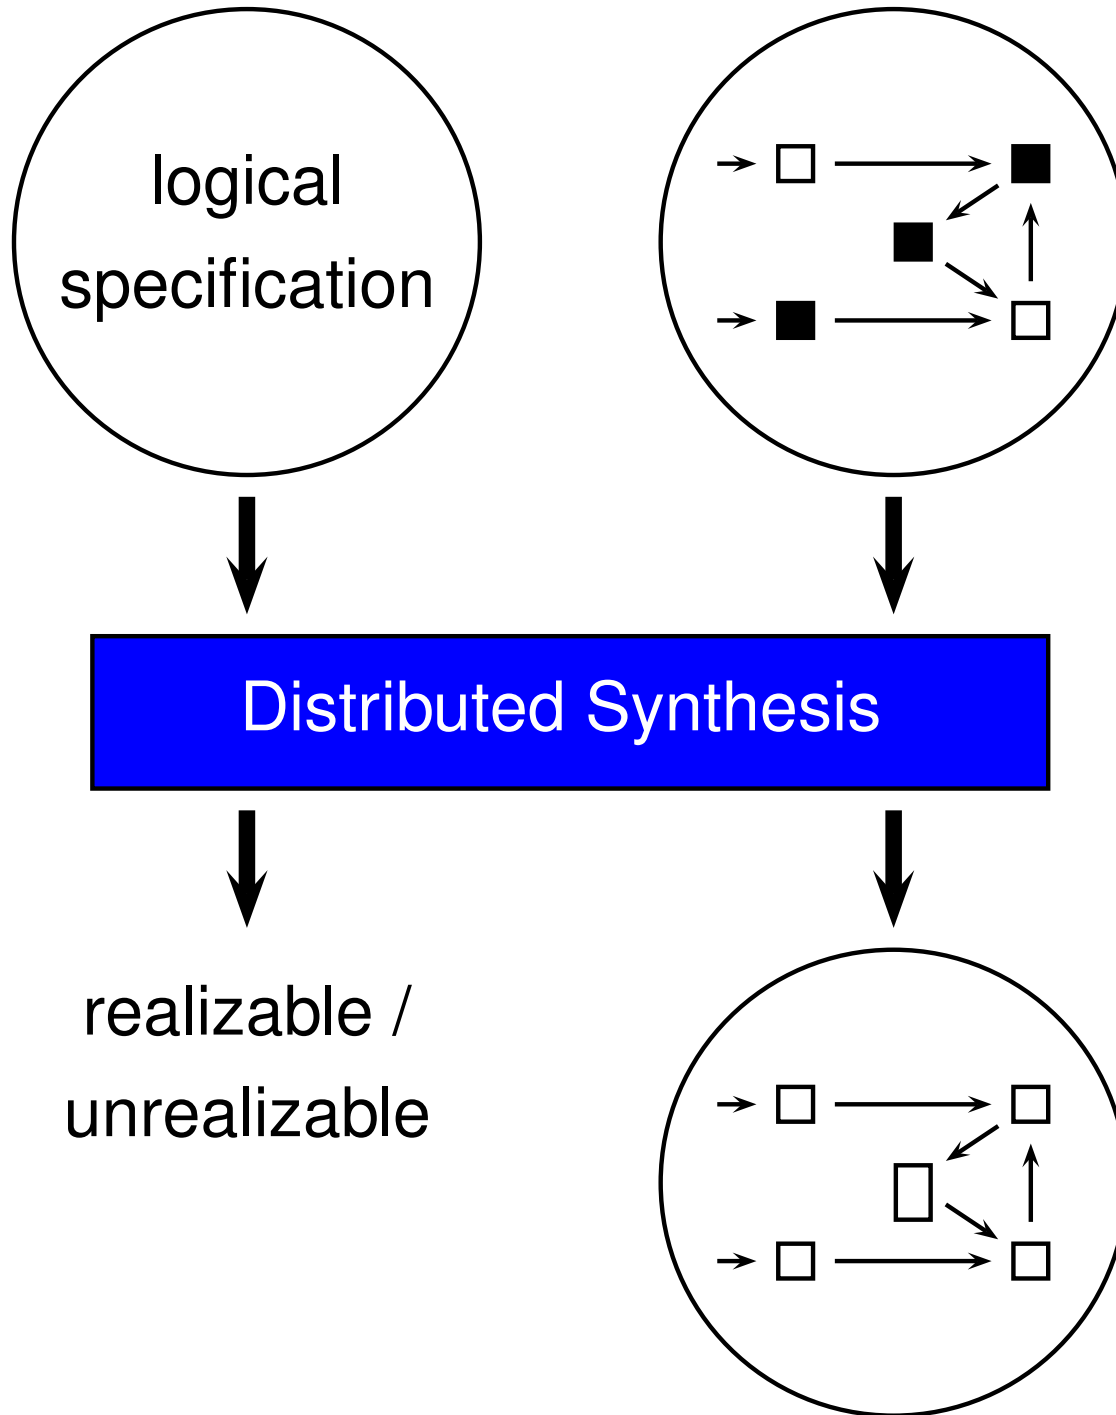 logical
specification
Distributed Synthesis
realizable /
unrealizable